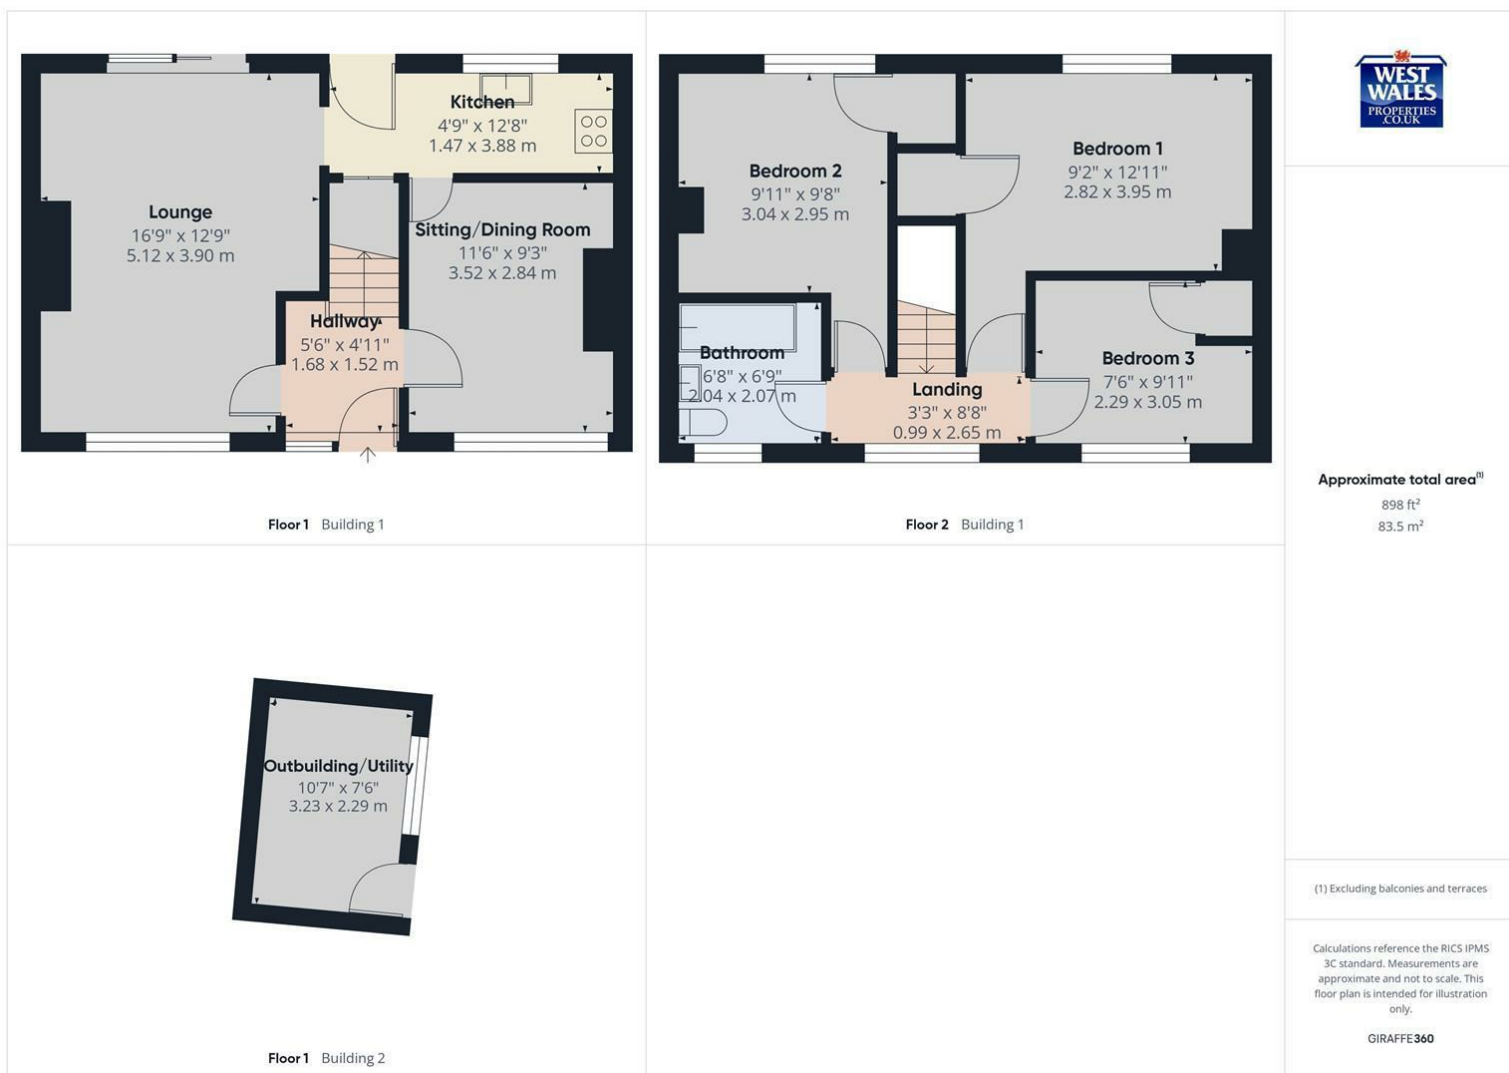 Kitchen
4'9" x 12'8"
1.47 x 3.88 m
Lounge
16'9" x 12'9"
5.12 x 3.90 m
Sitting/Dining Room
11'6" x 9'3"
3.52 x 2.84 m
Hallway
5'6" x 4'11"
1.68 x 1.52 m
Floor 1 Building 1
Bedroom 2
9'11" x 9'8"
3.04 x 2.95 m
Bedroom 1
9'2" x 12'11"
2.82 x 3.95 m
Bathroom
6'8" x 6'9"
2.04 x 2.07 m
Landing
3'3" x 8'8"
0.99 x 2.65 m
Bedroom 3
7'6" x 9'11"
2.29 x 3.05 m
Floor 2 Building 1
Outbuilding/Utility
10'7" x 7'6"
3.23 x 2.29 m
Floor 1 Building 2
WEST
WALES
PROPERTIES
.CO.UK
Approximate total area(1)
898 ft²
83.5 m²
(1) Excluding balconies and terraces
Calculations reference the RICS IPMS
3C standard. Measurements are
approximate and not to scale. This
floor plan is intended for illustration
only.
GIRAFFE360